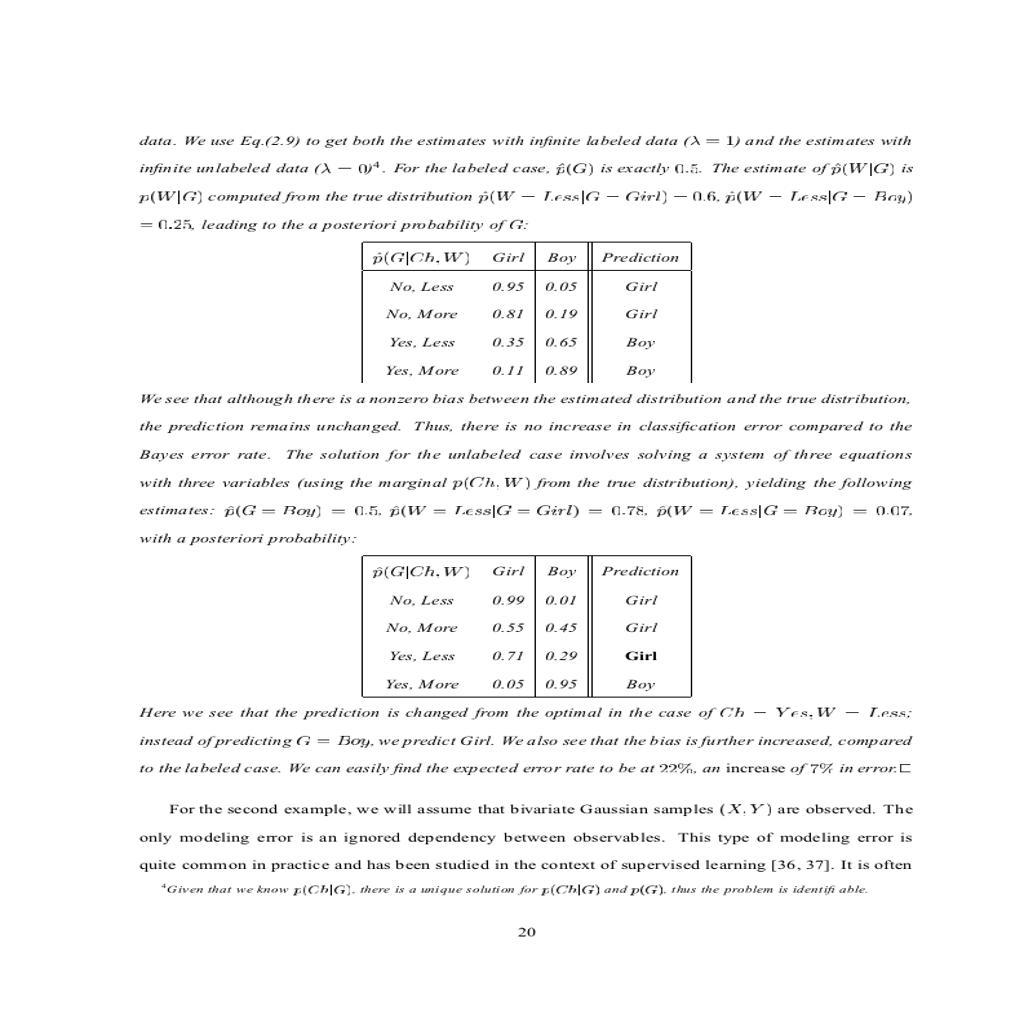 data. We use Eq.(2.9) to get both the estimates with infinite labeled data (λ = 1) and the estimates with
infinite unlabeled data (λ − 0)⁴. For the labeled case, p̂(G) is exactly 0.5. The estimate of p̂(W|G) is
p(W|G) computed from the true distribution p̂(W − Less|G − Girl) − 0.6, p̂(W − Less|G − Boy)
= 0.25, leading to the a posteriori probability of G:
p̂(G|Ch, W) Girl Boy Prediction
No, Less 0.95 0.05 Girl
No, More 0.81 0.19 Girl
Yes, Less 0.35 0.65 Boy
Yes, More 0.11 0.89 Boy
We see that although there is a nonzero bias between the estimated distribution and the true distribution,
the prediction remains unchanged. Thus, there is no increase in classification error compared to the
Bayes error rate. The solution for the unlabeled case involves solving a system of three equations
with three variables (using the marginal p(Ch, W) from the true distribution), yielding the following
estimates: p̂(G = Boy) = 0.5, p̂(W = Less|G = Girl) = 0.78, p̂(W = Less|G = Boy) = 0.07,
with a posteriori probability:
p̂(G|Ch, W) Girl Boy Prediction
No, Less 0.99 0.01 Girl
No, More 0.55 0.45 Girl
Yes, Less 0.71 0.29 Girl
Yes, More 0.05 0.95 Boy
Here we see that the prediction is changed from the optimal in the case of Ch − Yes, W − Less;
instead of predicting G = Boy, we predict Girl. We also see that the bias is further increased, compared
to the labeled case. We can easily find the expected error rate to be at 22%, an increase of 7% in error.□
For the second example, we will assume that bivariate Gaussian samples (X, Y) are observed. The
only modeling error is an ignored dependency between observables. This type of modeling error is
quite common in practice and has been studied in the context of supervised learning [36, 37]. It is often
⁴Given that we know p(Ch|G), there is a unique solution for p(Ch|G) and p(G), thus the problem is identifi able.
20